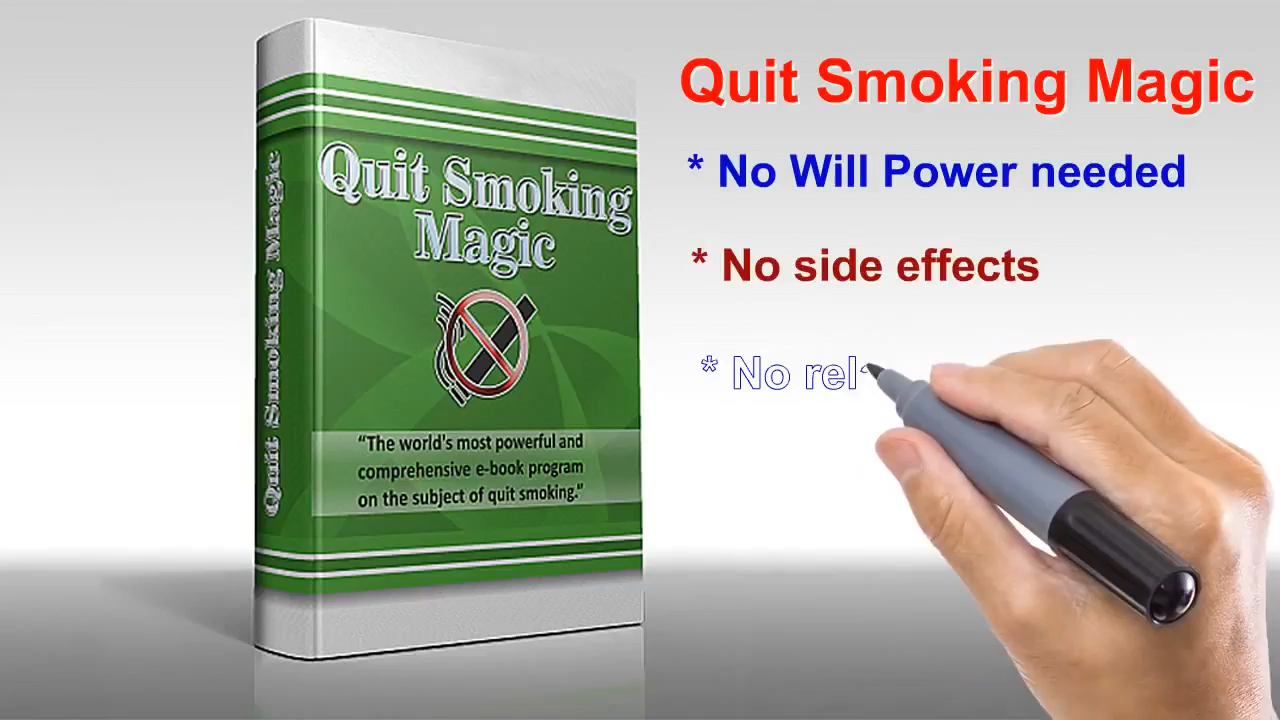 Quit Smoking Magic
Quit Smoking
Magic
"The world's most powerful and
comprehensive e-book program
on the subject of quit smoking."
Quit Smoking Magic
* No Will Power needed
* No side effects
* No rel